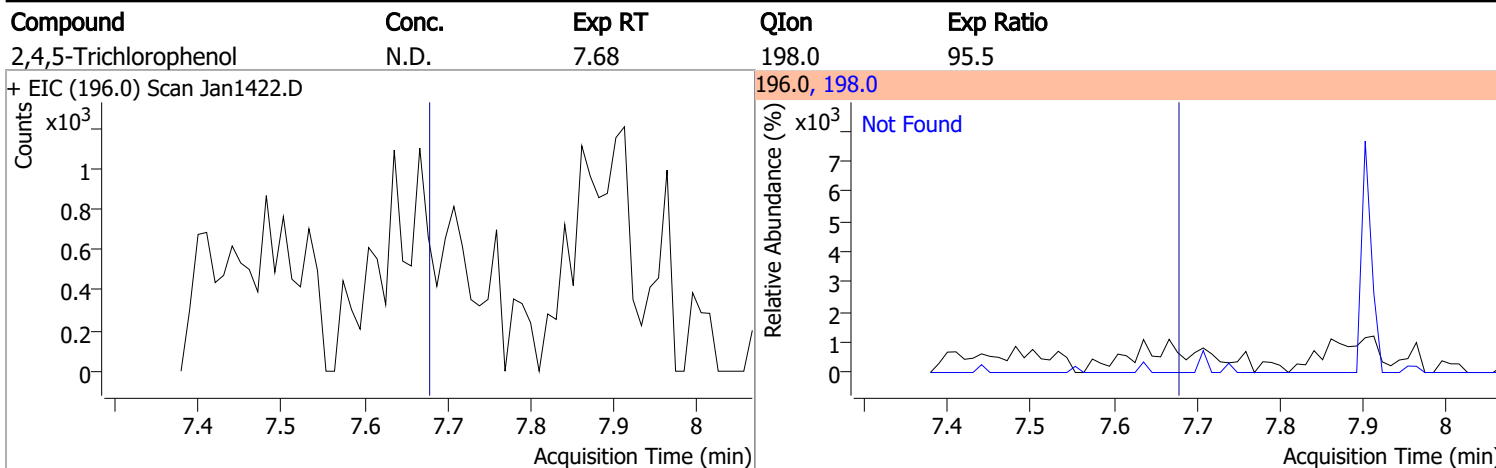 Compound Conc. Exp RT QIon Exp Ratio
2,4,5-Trichlorophenol N.D. 7.68 198.0 95.5
+ EIC (196.0) Scan Jan1422.D
Counts
x10³
1
0.8
0.6
0.4
0.2
0
7.4 7.5 7.6 7.7 7.8 7.9 8
Acquisition Time (min)
196.0, 198.0
Relative Abundance (%)
x10³
Not Found
7
6
5
4
3
2
1
0
7.4 7.5 7.6 7.7 7.8 7.9 8
Acquisition Time (min)